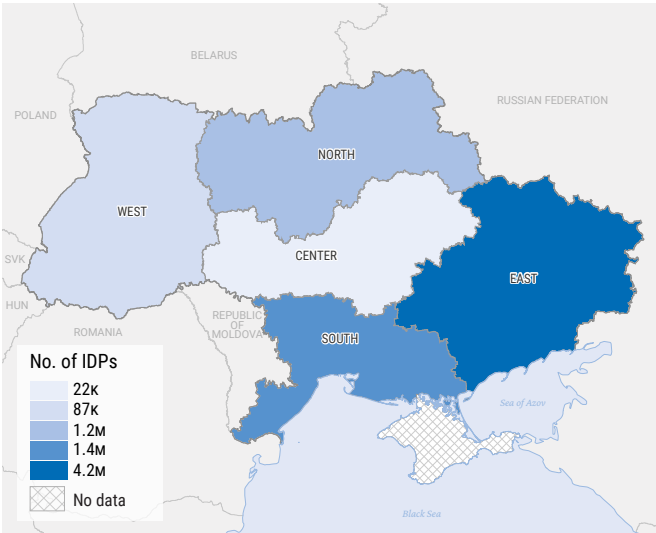 BELARUS
RUSSIAN FEDERATION
POLAND
NORTH
WEST
CENTER
SVK
EAST
HUN
REPUBLIC
OF
MOLDOVA
ROMANIA
SOUTH
No. of IDPs
22K
87K
1.2M
1.4M
4.2M
No data
Sea of Azov
Black Sea